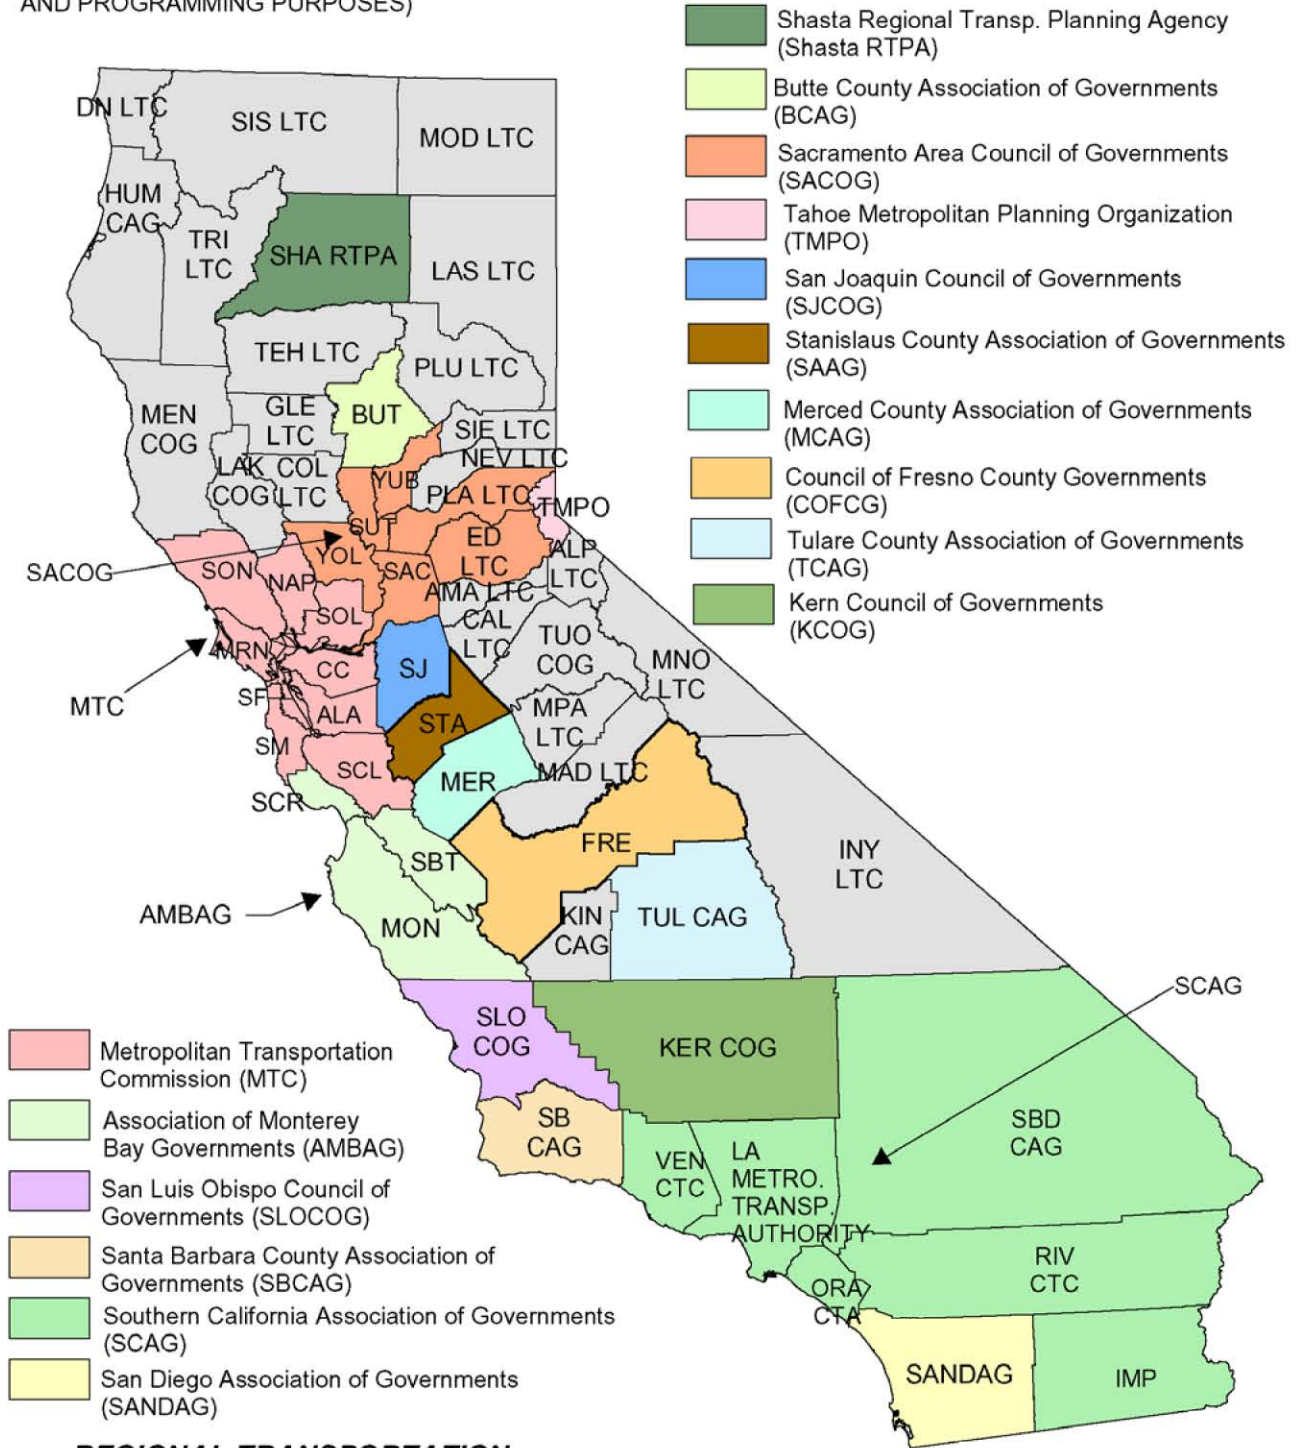 AND PROGRAMMING PURPOSES)
Shasta Regional Transp. Planning Agency
(Shasta RTPA)
Butte County Association of Governments
(BCAG)
Sacramento Area Council of Governments
(SACOG)
Tahoe Metropolitan Planning Organization
(TMPO)
San Joaquin Council of Governments
(SJCOG)
Stanislaus County Association of Governments
(SAAG)
Merced County Association of Governments
(MCAG)
Council of Fresno County Governments
(COFCG)
Tulare County Association of Governments
(TCAG)
Kern Council of Governments
(KCOG)
DN LTC
SIS LTC
MOD LTC
HUM
CAG
TRI
LTC
SHA RTPA
LAS LTC
TEH LTC
PLU LTC
MEN
COG
GLE
LTC
BUT
SIE LTC
NEV LTC
LAK
COG
COL
LTC
YUB
PLA LTC
TMPO
SUT
SACOG
YOL
ED
LTC
ALP
LTC
SON
NAP
SAC
AMA LTC
SOL
CAL
LTC
TUO
COG
MRN
CC
SJ
MNO
LTC
MTC
SF
ALA
STA
MPA
LTC
SM
SCL
MER
MAD LTC
SCR
FRE
INY
LTC
SBT
AMBAG
MON
KIN
CAG
TUL CAG
SCAG
SLO
COG
KER COG
SB
CAG
SBD
CAG
VEN
CTC
LA
METRO.
TRANSP.
AUTHORITY
RIV
CTC
ORA
CTA
SANDAG
IMP
Metropolitan Transportation
Commission (MTC)
Association of Monterey
Bay Governments (AMBAG)
San Luis Obispo Council of
Governments (SLOCOG)
Santa Barbara County Association of
Governments (SBCAG)
Southern California Association of Governments
(SCAG)
San Diego Association of Governments
(SANDAG)
REGIONAL TRANSPORTATION